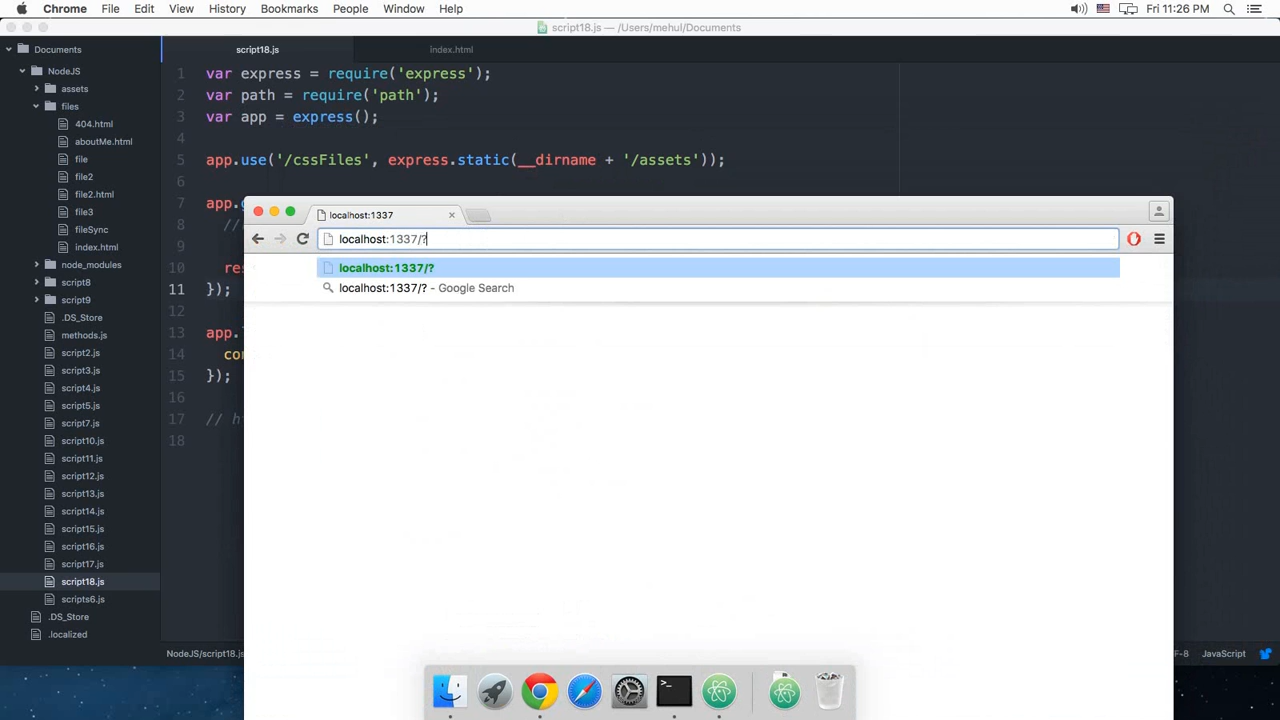 Chrome File Edit View History Bookmarks People Window Help Fri 11:26 PM
script18.js — /Users/mehul/Documents
Documents
NodeJS
assets
files
404.html
aboutMe.html
file
file2
file2.html
file3
fileSync
index.html
node_modules
script8
script9
.DS_Store
methods.js
script2.js
script3.js
script4.js
script5.js
script7.js
script10.js
script11.js
script12.js
script13.js
script14.js
script15.js
script16.js
script17.js
script18.js
scripts6.js
.DS_Store
.localized
script18.js index.html
1 var express = require('express');
2 var path = require('path');
3 var app = express();
4
5 app.use('/cssFiles', express.static(__dirname + '/assets'));
6
7 app.
8 //
10 res
11 });
12
13 app.
14 con
15 });
16
17 // h
18
localhost:1337
localhost:1337/?
localhost:1337/?
localhost:1337/? - Google Search
NodeJS/script18.js
F-8 JavaScript
>_